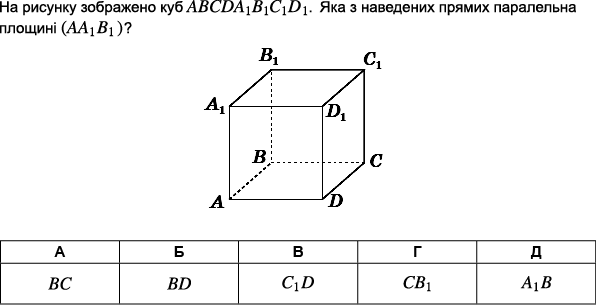 На рисунку зображено куб ABCDA₁B₁C₁D₁. Яка з наведених прямих паралельна
площині (AA₁B₁)?
B₁ C₁
A₁ D₁
B C
A D
А Б В Г Д
BC BD C₁D CB₁ A₁B